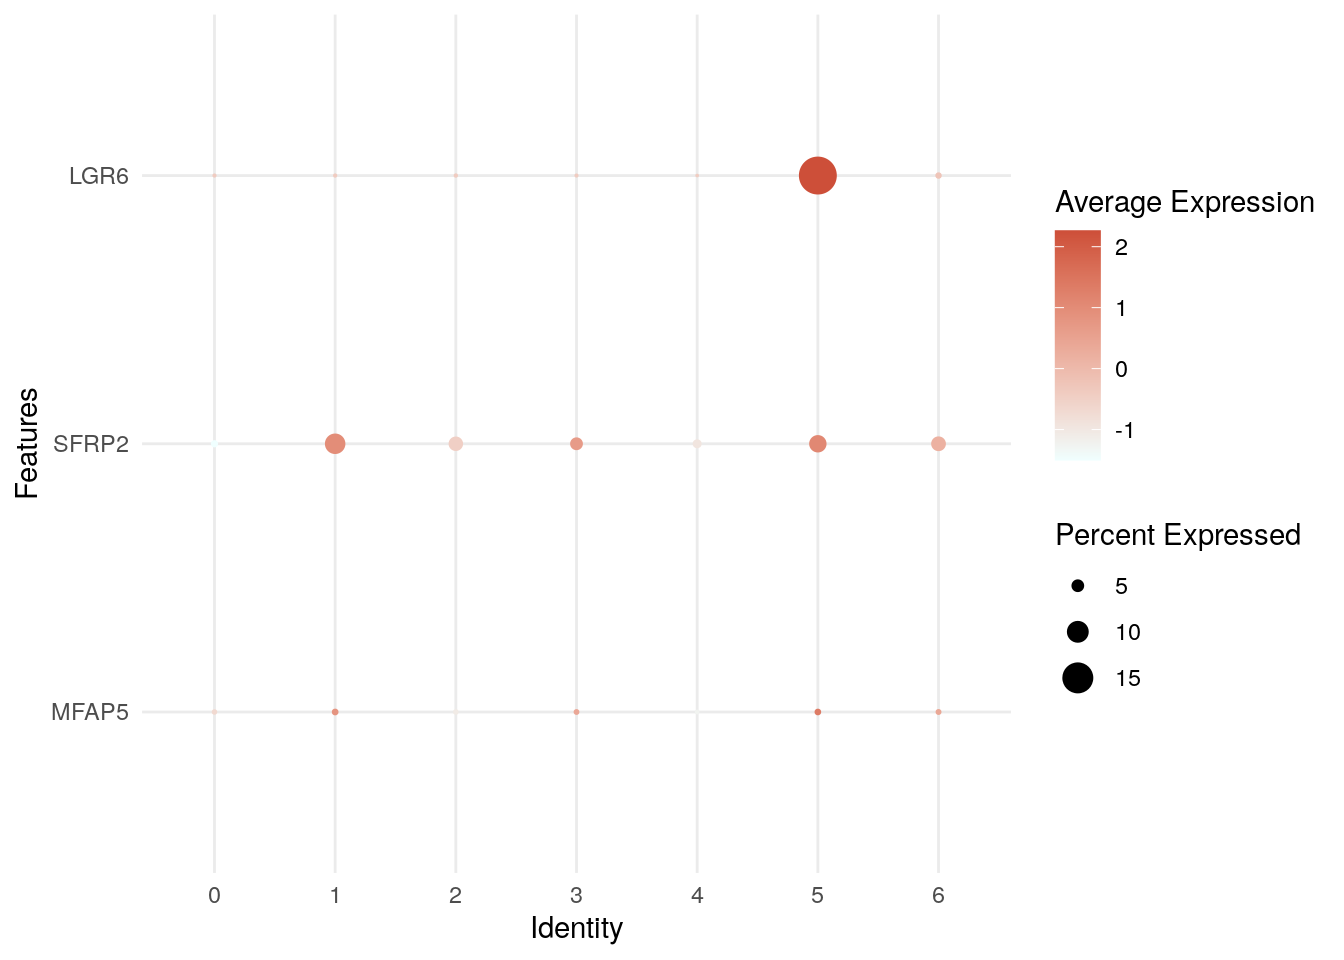 LGR6
SFRP2
MFAP5
Features
0 1 2 3 4 5 6
Identity
Average Expression
2
1
0
-1
Percent Expressed
5
10
15